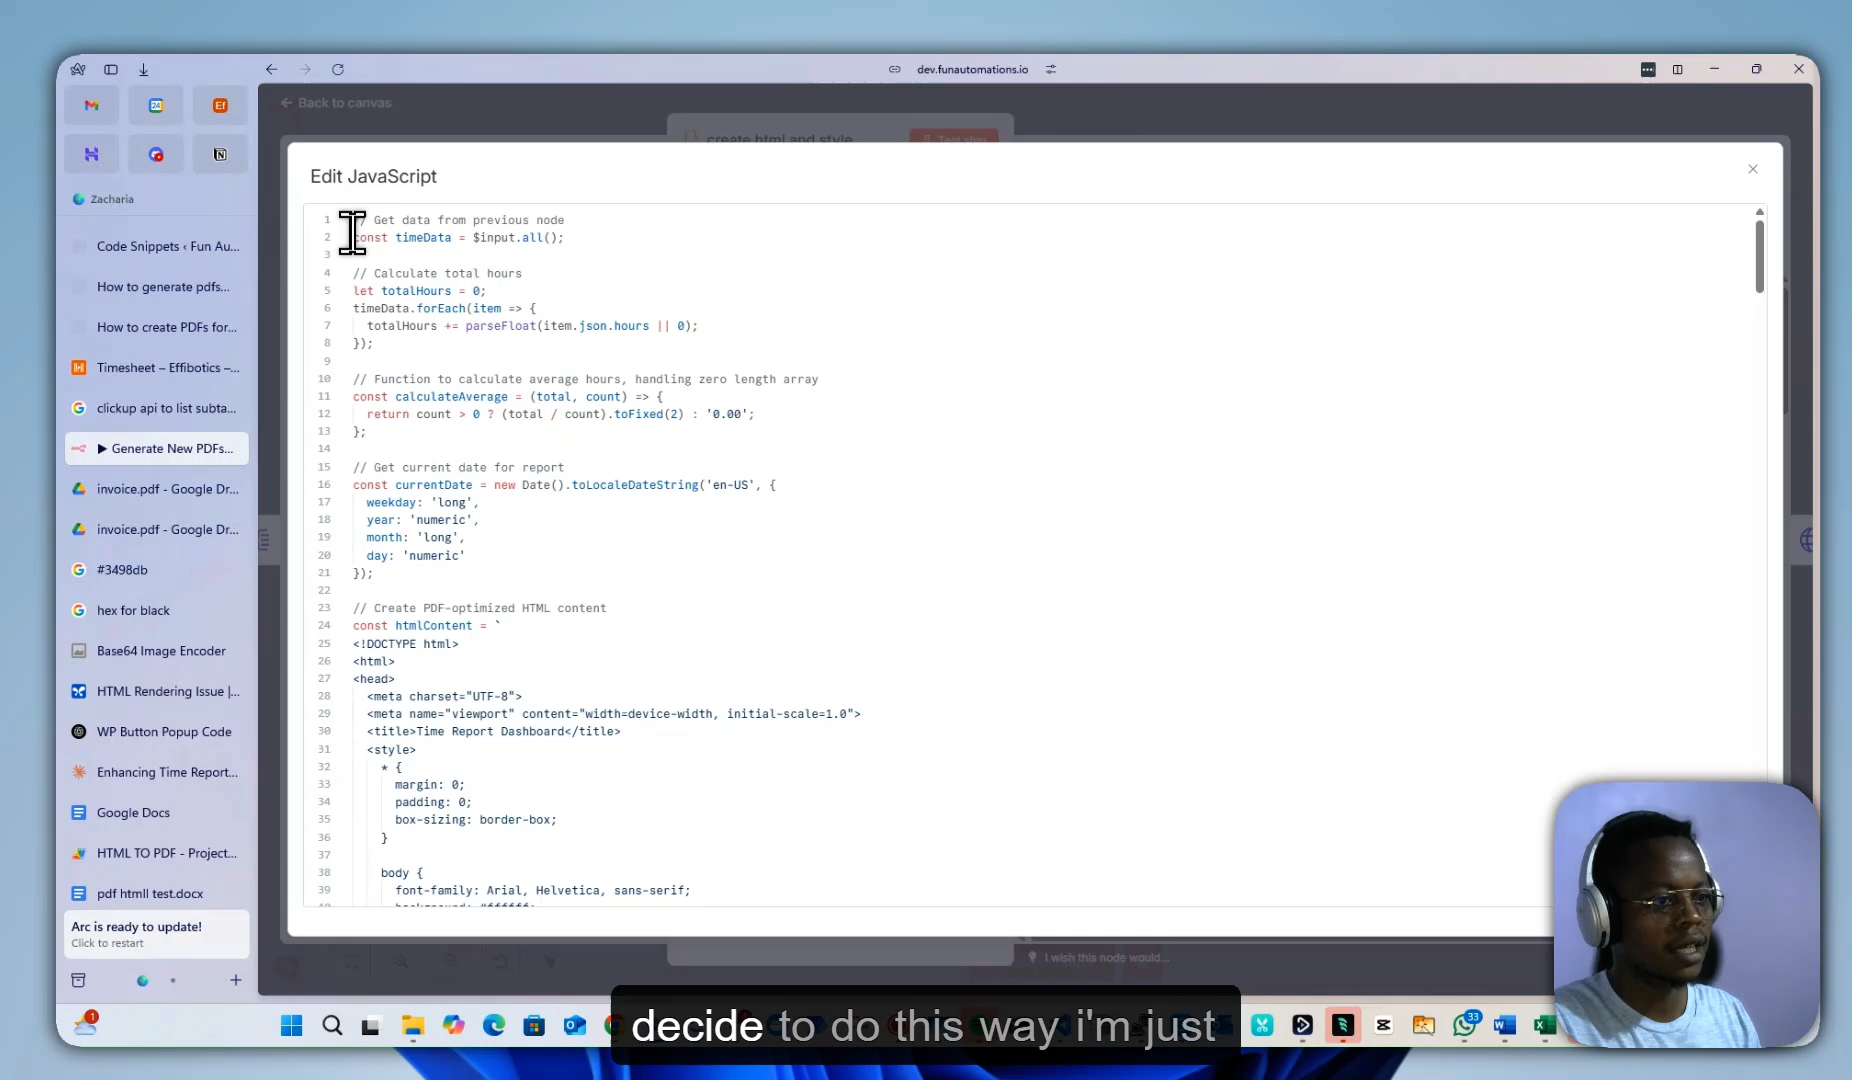 dev.funautomations.io
24
Ef
Zacharia
Code Snippets ‹ Fun Au...
How to generate pdfs...
How to create PDFs for...
Timesheet – Effibotics –...
clickup api to list subta...
▶ Generate New PDFs...
invoice.pdf - Google Dr...
invoice.pdf - Google Dr...
#3498db
hex for black
Base64 Image Encoder
HTML Rendering Issue |...
WP Button Popup Code
Enhancing Time Report...
Google Docs
HTML TO PDF - Project...
pdf htmll test.docx
Arc is ready to update!
Click to restart
Back to canvas
create html and style
Test step
Edit JavaScript
1 // Get data from previous node
2 const timeData = $input.all();
3
4 // Calculate total hours
5 let totalHours = 0;
6 timeData.forEach(item => {
7 totalHours += parseFloat(item.json.hours || 0);
8 });
9
10 // Function to calculate average hours, handling zero length array
11 const calculateAverage = (total, count) => {
12 return count > 0 ? (total / count).toFixed(2) : '0.00';
13 };
14
15 // Get current date for report
16 const currentDate = new Date().toLocaleDateString('en-US', {
17 weekday: 'long',
18 year: 'numeric',
19 month: 'long',
20 day: 'numeric'
21 });
22
23 // Create PDF-optimized HTML content
24 const htmlContent = `
25 <!DOCTYPE html>
26 <html>
27 <head>
28 <meta charset="UTF-8">
29 <meta name="viewport" content="width=device-width, initial-scale=1.0">
30 <title>Time Report Dashboard</title>
31 <style>
32 * {
33 margin: 0;
34 padding: 0;
35 box-sizing: border-box;
36 }
37
38 body {
39 font-family: Arial, Helvetica, sans-serif;
40 background: #ffffff;
I wish this node would...
decide to do this way i'm just
1
33